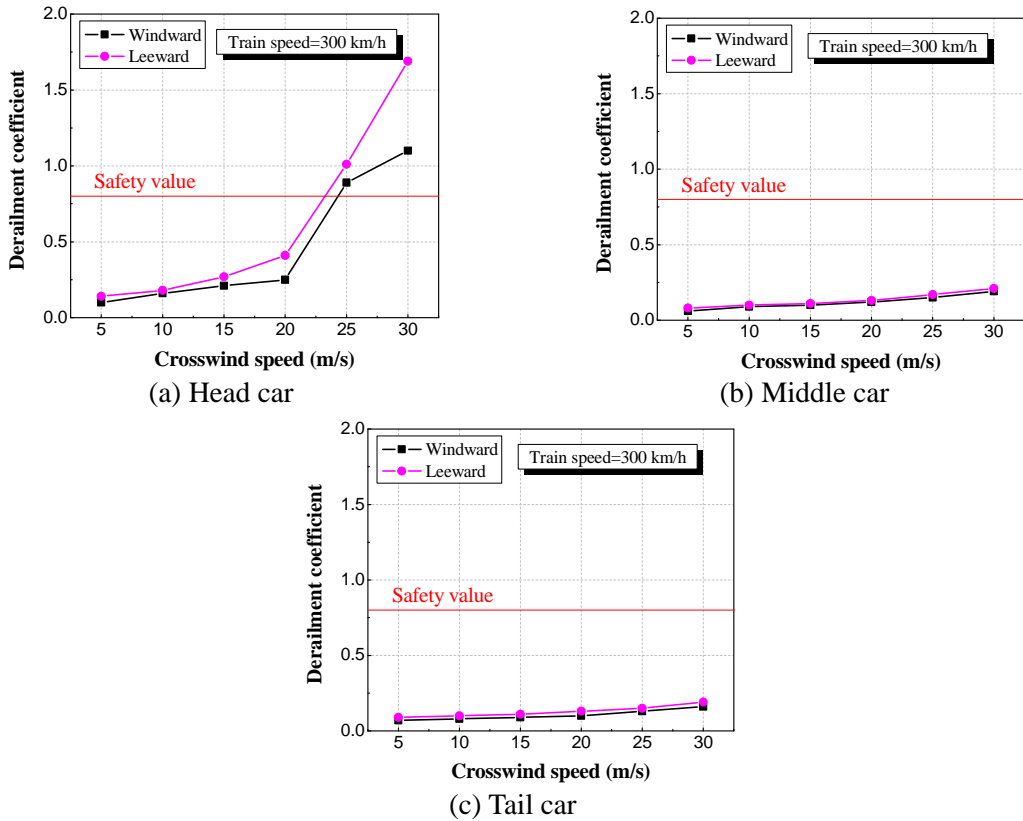 Windward
Leeward
Train speed=300 km/h
Safety value
Derailment coefficient
2.0
1.5
1.0
0.5
0.0
5 10 15 20 25 30
Crosswind speed (m/s)
(a) Head car
Windward
Leeward
Train speed=300 km/h
Safety value
Derailment coefficient
2.0
1.5
1.0
0.5
0.0
5 10 15 20 25 30
Crosswind speed (m/s)
(b) Middle car
Windward
Leeward
Train speed=300 km/h
Safety value
Derailment coefficient
2.0
1.5
1.0
0.5
0.0
5 10 15 20 25 30
Crosswind speed (m/s)
(c) Tail car